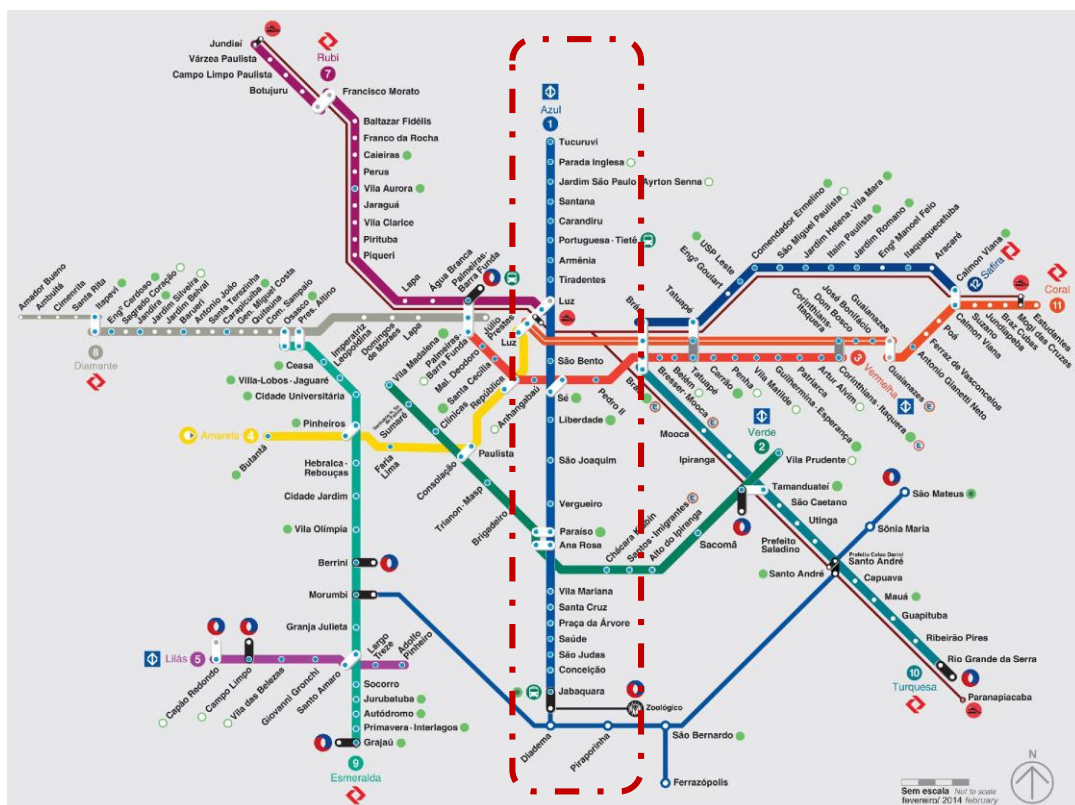 Jundiaí
Várzea Paulista
Campo Limpo Paulista
Botujuru
Rubi
7
Francisco Morato
Baltazar Fidélis
Franco da Rocha
Caieiras
Perus
Vila Aurora
Jaraguá
Vila Clarice
Pirituba
Piqueri
Lapa
Água Branca
Palmeiras-
Barra Funda
Azul
1
Tucuruvi
Parada Inglesa
Jardim São Paulo - Ayrton Senna
Santana
Carandiru
Portuguesa - Tietê
Armênia
Tiradentes
Luz
São Bento
Sé
Liberdade
São Joaquim
Vergueiro
Paraíso
Ana Rosa
Vila Mariana
Santa Cruz
Praça da Árvore
Saúde
São Judas
Conceição
Jabaquara
Zoológico
Diadema
Piraporinha
São Bernardo
Ferrazópolis
Amador Bueno
Ambuitá
Cimenrita
Santa Rita
Itapevi
Engº Cardoso
Sagrado Coração
Jandira
Jardim Silveira
Jardim Belval
Barueri
Antonio João
Santa Terezinha
Carapicuíba
Gen. Miguel Costa
Quitaúna
Com. Sampaio
Osasco
Pres. Altino
Imperatriz
Leopoldina
Domingos
de Moraes
Lapa
Júlio
Prestes
8
Diamante
Ceasa
Villa-Lobos - Jaguaré
Cidade Universitária
Pinheiros
Hebraica -
Rebouças
Cidade Jardim
Vila Olímpia
Berrini
Morumbi
Granja Julieta
Santo Amaro
Socorro
Jurubatuba
Autódromo
Primavera - Interlagos
Grajaú
9
Esmeralda
Amarela 4
Butantã
Faria
Lima
Paulista
República
Luz
Vila Madalena
Sumaré
Clínicas
Consolação
Trianon - Masp
Brigadeiro
Chácara Klabin
Santos - Imigrantes
Alto do Ipiranga
Sacomã
Tamanduateí
Vila Prudente
Verde
2
Palmeiras-
Barra Funda
Mal. Deodoro
Santa Cecília
Anhangabaú
Pedro II
Brás
Bresser - Mooca
Belém
Tatuapé
Carrão
Penha
Vila Matilde
Guilhermina - Esperança
Patriarca
Artur Alvim
Corinthians - Itaquera
3
Vermelha
Brás
Tatuapé
Engº Goulart
USP Leste
Comendador Ermelino
São Miguel Paulista
Jardim Helena - Vila Mara
Itaim Paulista
Jardim Romano
Engº Manoel Feio
Itaquaquecetuba
Aracaré
Calmon Viana
12
Safira
Coral
11
Corinthians-
Itaquera
Dom Bosco
José Bonifácio
Guaianazes
Guaianazes
Antonio Gianetti Neto
Ferraz de Vasconcelos
Poá
Calmon Viana
Suzano
Jundiapeba
Braz Cubas
Mogi das Cruzes
Estudantes
Mooca
Ipiranga
São Caetano
Utinga
Prefeito
Saladino
Prefeito Celso Daniel
Santo André
Santo André
Capuava
Mauá
Guapituba
Ribeirão Pires
Rio Grande da Serra
Paranapiacaba
10
Turquesa
São Mateus
Sônia Maria
Lilás 5
Capão Redondo
Campo Limpo
Vila das Belezas
Giovanni Gronchi
Largo
Treze
Adolfo
Pinheiro
N
Sem escala Not to scale
fevereiro/ 2014 february